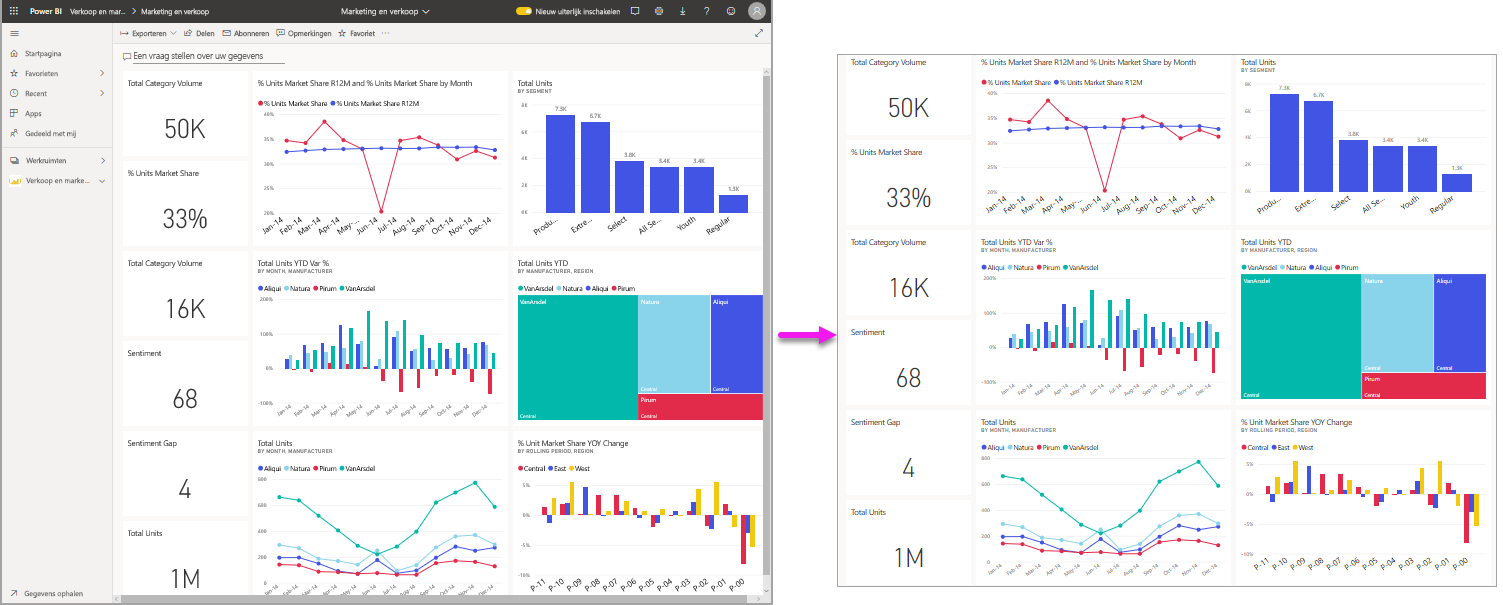 Power BI Verkoop en mar... > Marketing en verkoop
Marketing en verkoop
Nieuw uiterlijk inschakelen
Exporteren Delen Abonneren Opmerkingen Favoriet ...
Startpagina
Favorieten
Recent
Apps
Gedeeld met mij
Werkruimten
Verkoop en marke...
Gegevens ophalen
Een vraag stellen over uw gegevens
Total Category Volume
50K
% Units Market Share
33%
% Units Market Share R12M and % Units Market Share by Month
% Units Market Share % Units Market Share R12M
40%
35%
30%
25%
20%
Jan-14 Feb-14 Mar-14 Apr-14 May-... Jun-14 Jul-14 Aug-14 Sep-14 Oct-14 Nov-14 Dec-14
Total Units
BY SEGMENT
8K
6K
4K
2K
0K
7.3K 6.7K 3.8K 3.4K 3.4K 1.3K
Produ... Extre... Select All Se... Youth Regular
Total Category Volume
16K
Sentiment
68
Total Units YTD Var %
BY MONTH, MANUFACTURER
Aliqui Natura Pirum VanArsdel
200%
100%
0%
-100%
Jan-14 Feb-14 Mar-14 Apr-14 May-14 Jun-14 Jul-14 Aug-14 Sep-14 Oct-14 Nov-14 Dec-14
Total Units YTD
BY MANUFACTURER, REGION
VanArsdel Natura Aliqui Pirum
VanArsdel
Central
Natura
Central
Aliqui
Central
Pirum
Central
Sentiment Gap
4
Total Units
1M
Total Units
BY MONTH, MANUFACTURER
Aliqui Natura Pirum VanArsdel
800
600
400
200
0
Jan-14 Feb-14 Mar-14 Apr-14 May-14 Jun-14 Jul-14 Aug-14 Sep-14 Oct-14 Nov-14 Dec-14
% Unit Market Share YOY Change
BY ROLLING PERIOD, REGION
Central East West
5%
0%
-5%
-10%
P-11 P-10 P-09 P-08 P-07 P-06 P-05 P-04 P-03 P-02 P-01 P-00
Total Category Volume
50K
% Units Market Share
33%
% Units Market Share R12M and % Units Market Share by Month
% Units Market Share % Units Market Share R12M
40%
35%
30%
25%
20%
Jan-14 Feb-14 Mar-14 Apr-14 May-... Jun-14 Jul-14 Aug-14 Sep-14 Oct-14 Nov-14 Dec-14
Total Units
BY SEGMENT
8K
6K
4K
2K
0K
7.3K 6.7K 3.8K 3.4K 3.4K 1.3K
Produ... Extre... Select All Se... Youth Regular
Total Category Volume
16K
Sentiment
68
Total Units YTD Var %
BY MONTH, MANUFACTURER
Aliqui Natura Pirum VanArsdel
200%
100%
0%
-100%
Jan-14 Feb-14 Mar-14 Apr-14 May-14 Jun-14 Jul-14 Aug-14 Sep-14 Oct-14 Nov-14 Dec-14
Total Units YTD
BY MANUFACTURER, REGION
VanArsdel Natura Aliqui Pirum
VanArsdel
Central
Natura
Central
Aliqui
Central
Pirum
Central
Sentiment Gap
4
Total Units
1M
Total Units
BY MONTH, MANUFACTURER
Aliqui Natura Pirum VanArsdel
800
600
400
200
0
Jan-14 Feb-14 Mar-14 Apr-14 May-14 Jun-14 Jul-14 Aug-14 Sep-14 Oct-14 Nov-14 Dec-14
% Unit Market Share YOY Change
BY ROLLING PERIOD, REGION
Central East West
5%
0%
-5%
-10%
P-11 P-10 P-09 P-08 P-07 P-06 P-05 P-04 P-03 P-02 P-01 P-00